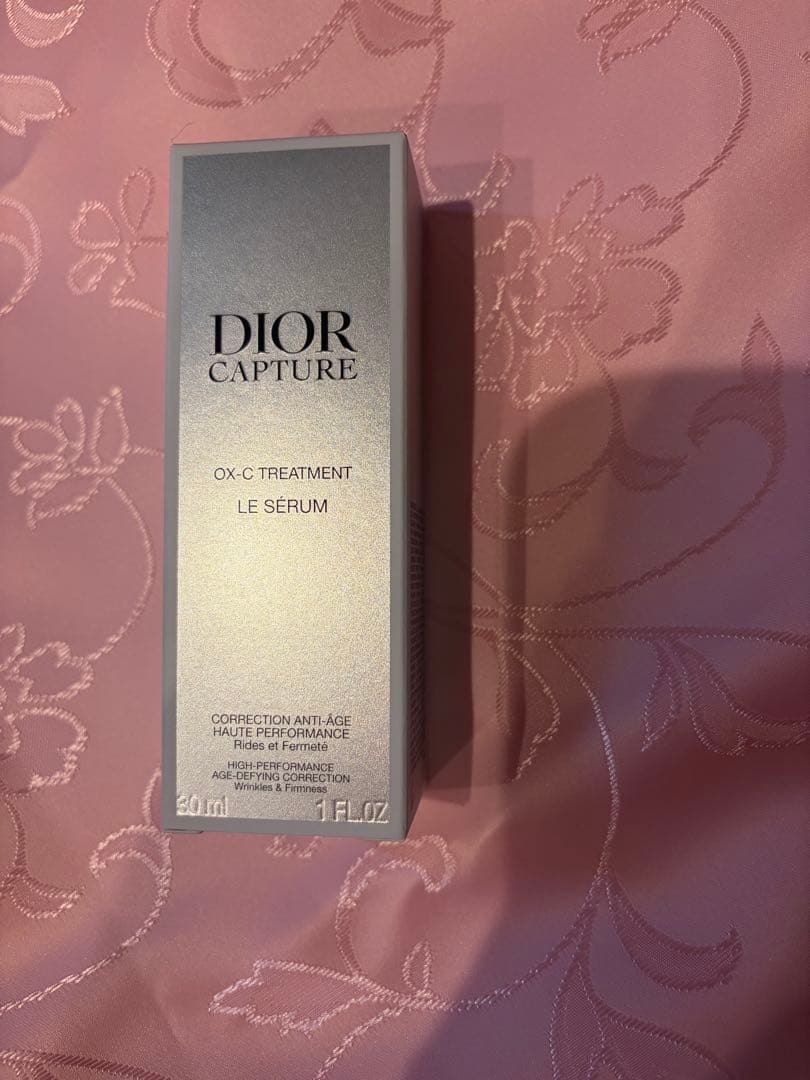 DIOR
CAPTURE
OX-C TREATMENT
LE SÉRUM
CORRECTION ANTI-ÂGE
HAUTE PERFORMANCE
Rides et Fermeté
HIGH-PERFORMANCE
AGE-DEFYING CORRECTION
Wrinkles & Firmness
30 ml 1 FL.OZ